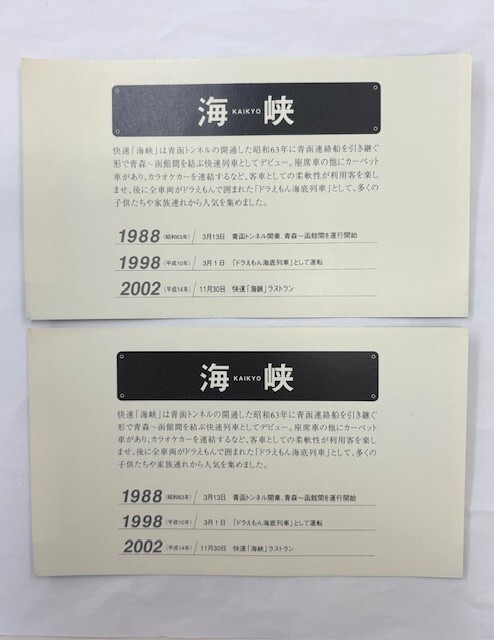 海 KAIKYO 峡
快速「海峡」は青函トンネルの開通した昭和63年に青函連絡船を引き継ぐ
形で青森〜函館間を結ぶ快速列車としてデビュー。座席車の他にカーペット
車があり、カラオケカーを連結するなど、客車としての柔軟性が利用客を楽し
ませ、後に全車両がドラえもんで囲まれた「ドラえもん海底列車」として、多くの
子供たちや家族連れから人気を集めました。
1988（昭和63年） 3月13日 青函トンネル開業、青森〜函館間を運行開始
1998（平成10年） 3月1日 「ドラえもん海底列車」として運転
2002（平成14年） 11月30日 快速「海峡」ラストラン
海 KAIKYO 峡
快速「海峡」は青函トンネルの開通した昭和63年に青函連絡船を引き継ぐ
形で青森〜函館間を結ぶ快速列車としてデビュー。座席車の他にカーペット
車があり、カラオケカーを連結するなど、客車としての柔軟性が利用客を楽し
ませ、後に全車両がドラえもんで囲まれた「ドラえもん海底列車」として、多くの
子供たちや家族連れから人気を集めました。
1988（昭和63年） 3月13日 青函トンネル開業、青森〜函館間を運行開始
1998（平成10年） 3月1日 「ドラえもん海底列車」として運転
2002（平成14年） 11月30日 快速「海峡」ラストラン